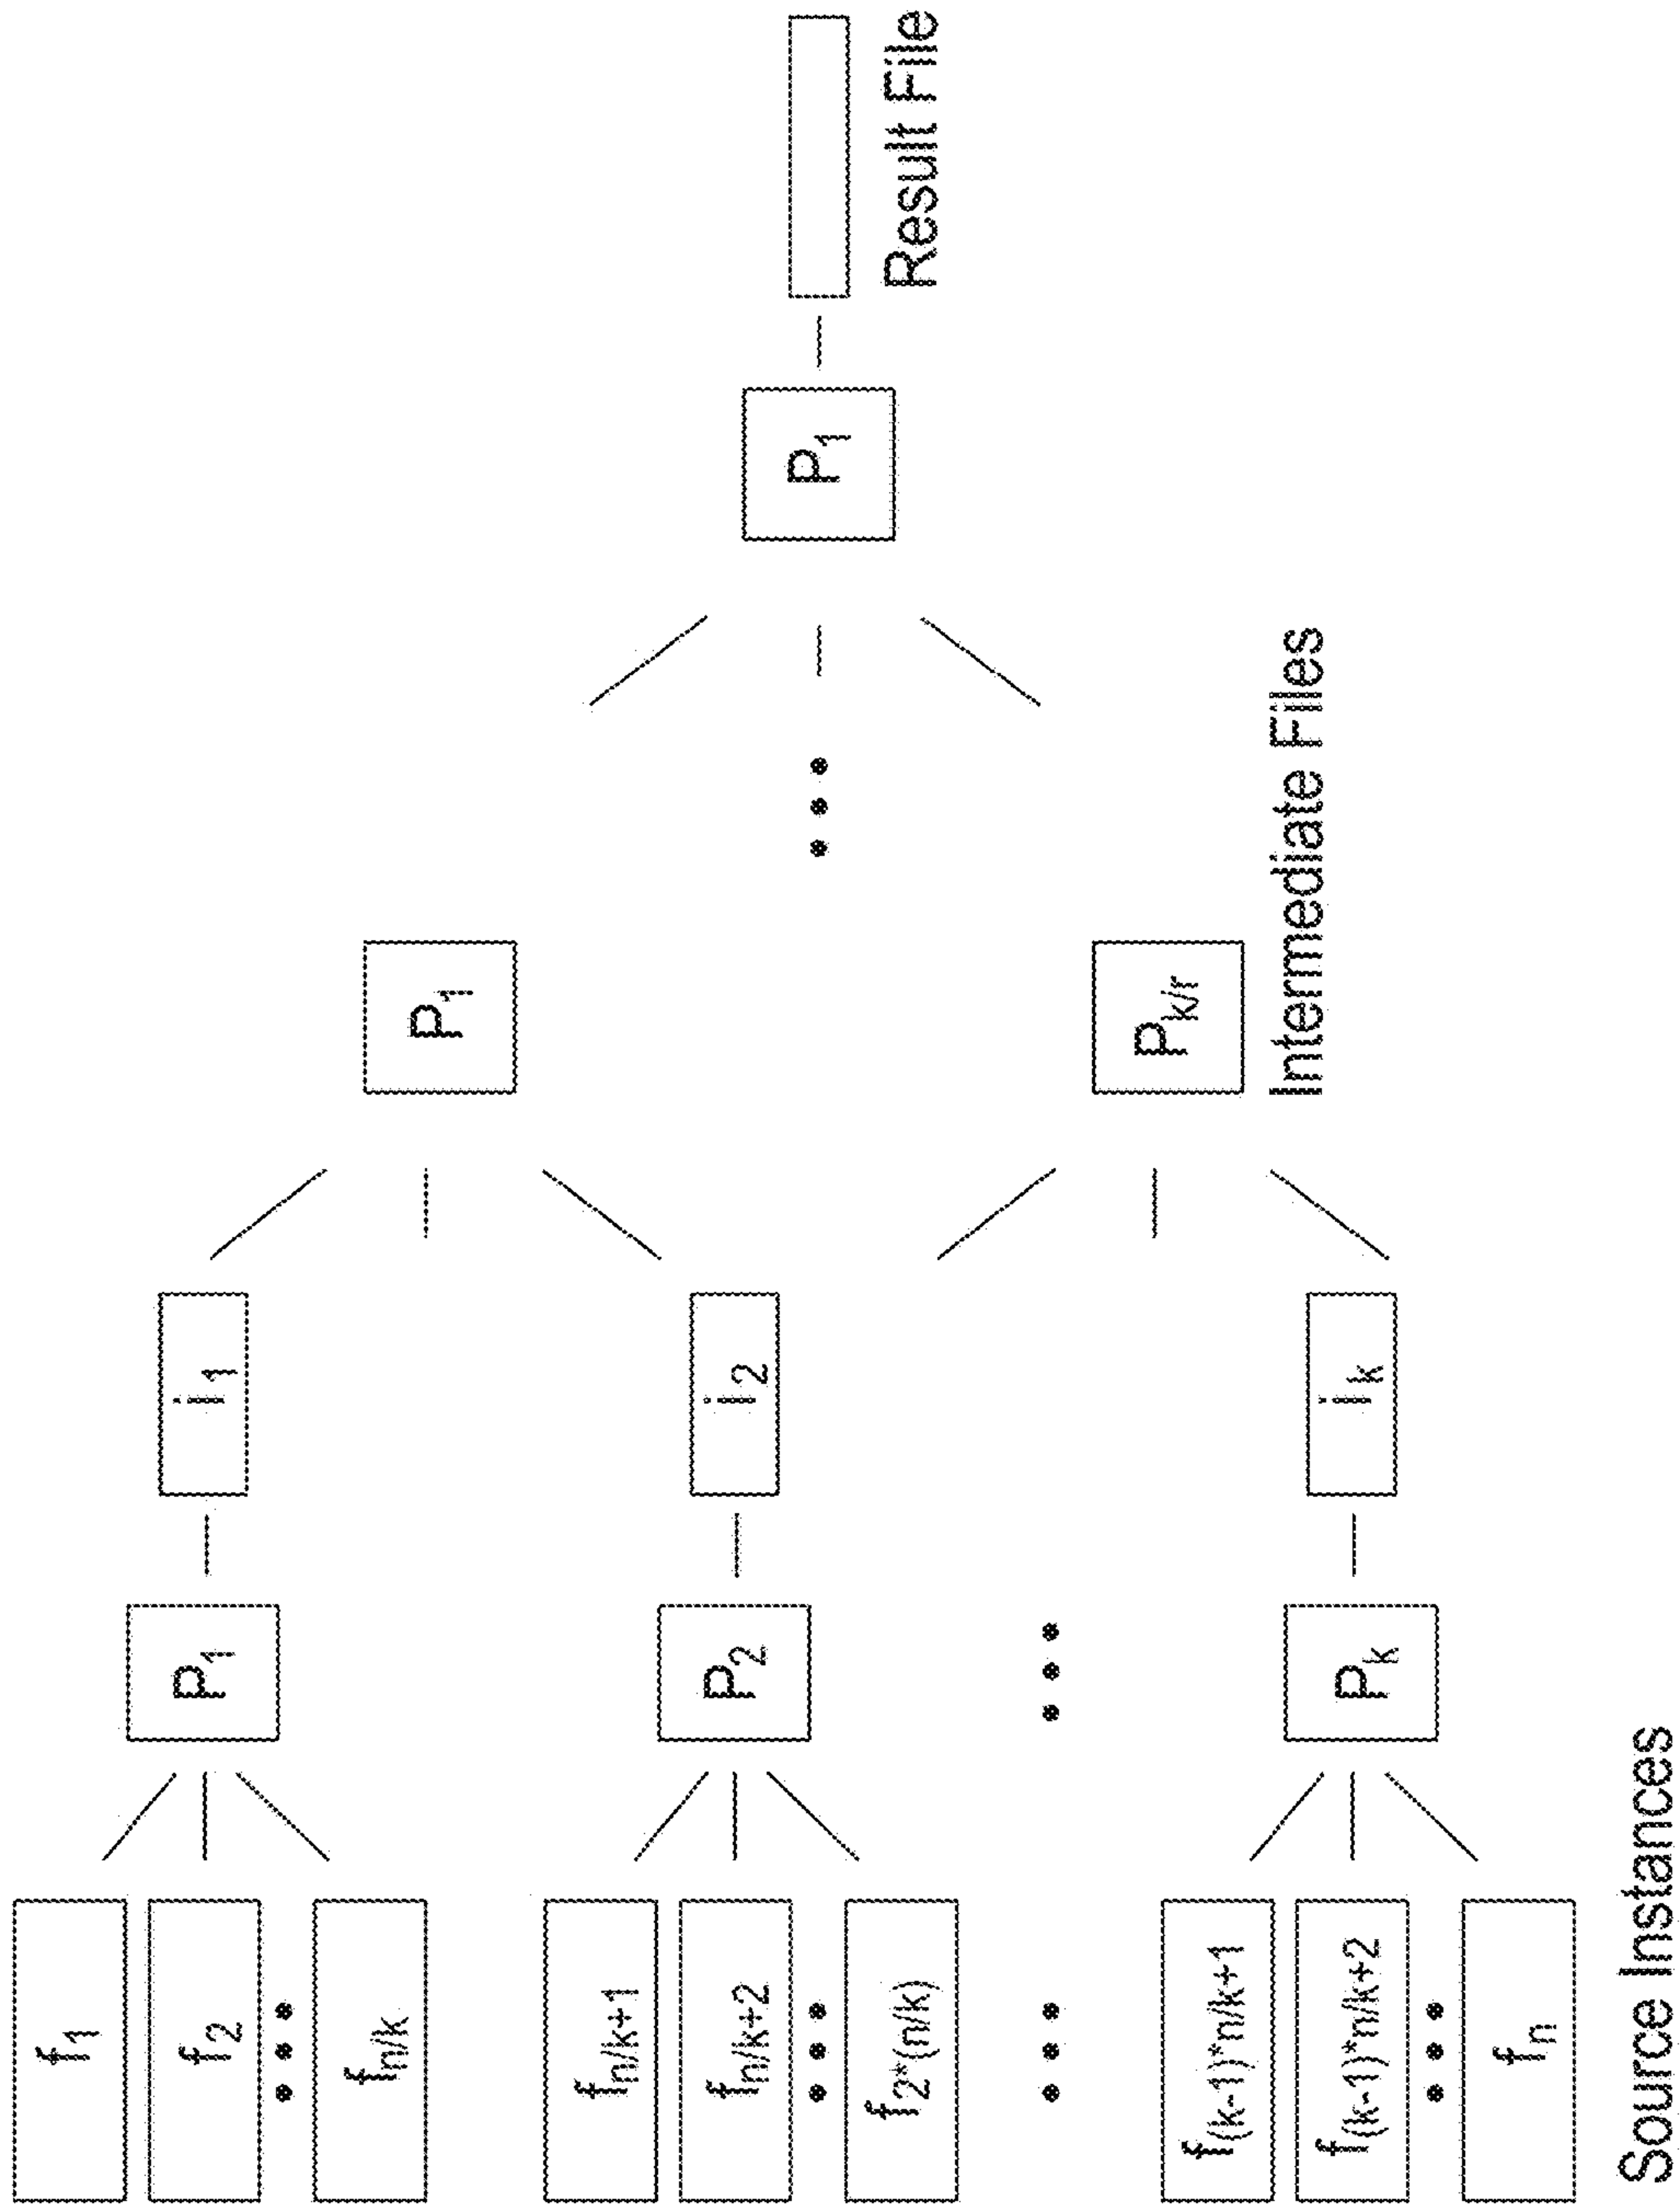 f1
f2
fn/k
fn/k+1
fn/k+2
f2*(n/k)
f(k-1)*n/k+1
f(k-1)*n/k+2
fn
Source Instances
P1
P2
Pk
i1
i2
ik
P1
Pk/r
Intermediate Files
P1
Result File